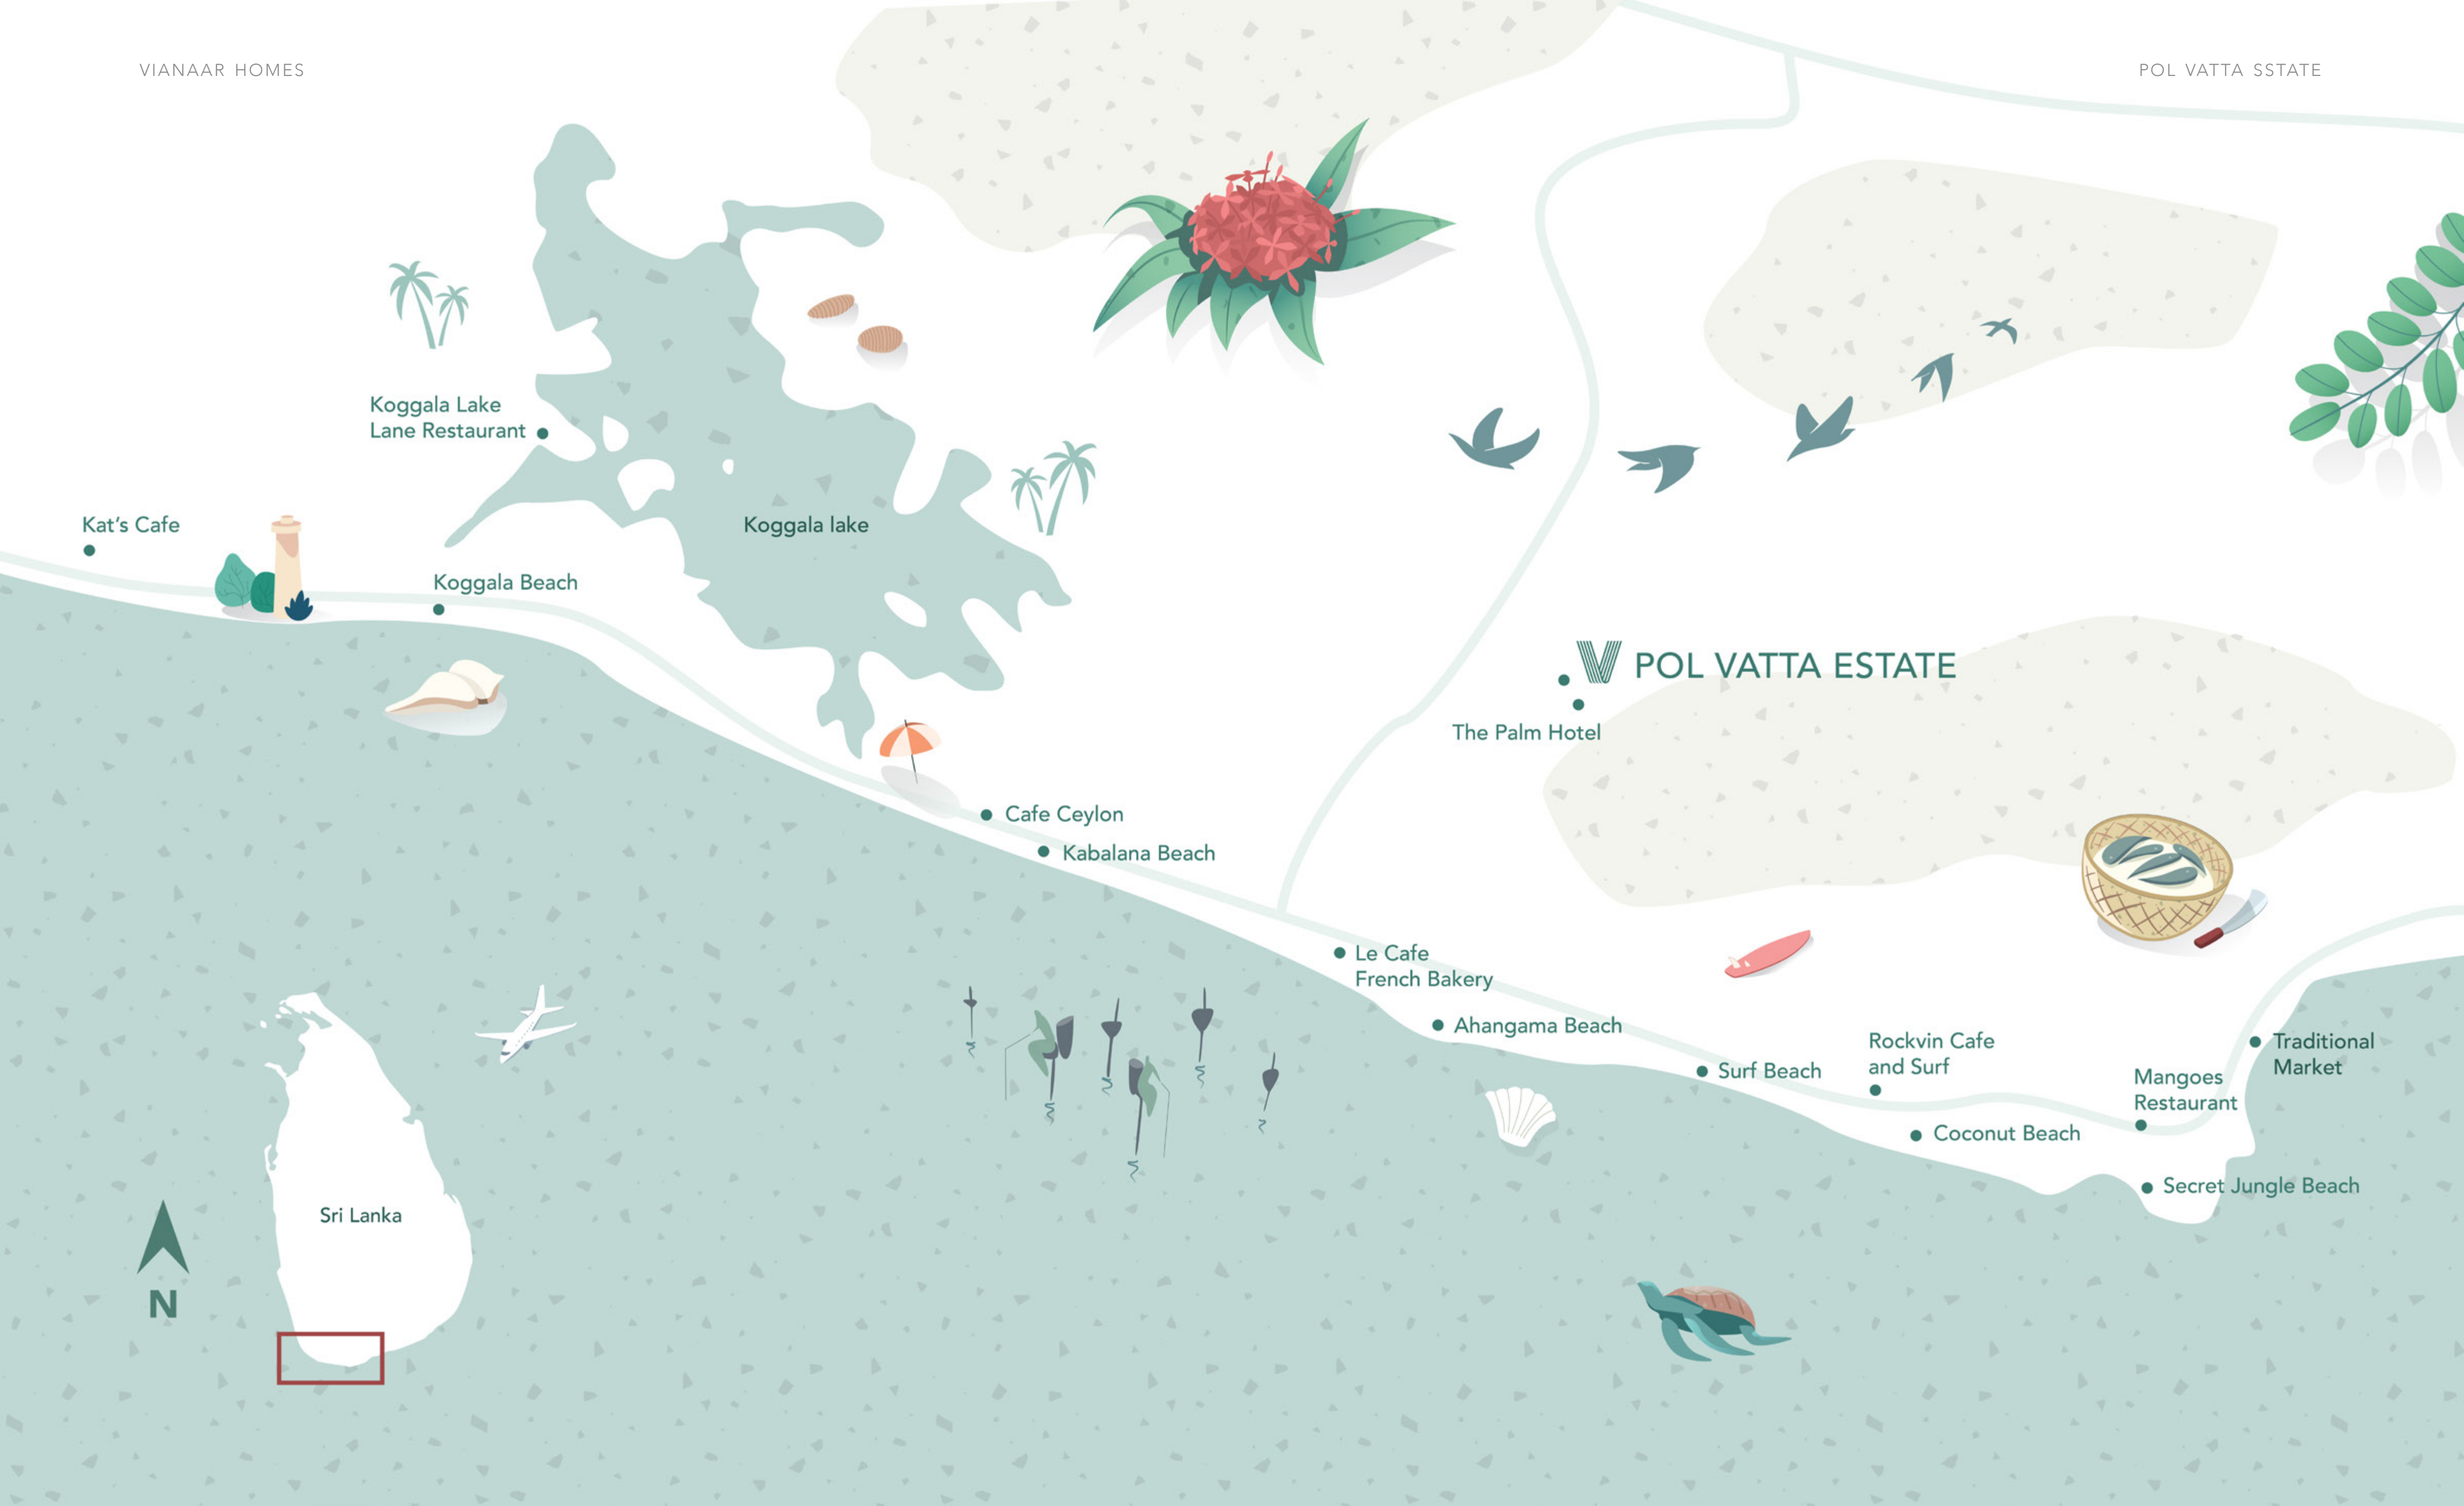 VIANAAR HOMES
POL VATTA SSTATE
Koggala Lake
Lane Restaurant
Kat's Cafe
Koggala lake
Koggala Beach
POL VATTA ESTATE
The Palm Hotel
Cafe Ceylon
Kabalana Beach
Le Cafe
French Bakery
Ahangama Beach
Surf Beach
Rockvin Cafe
and Surf
Traditional
Market
Mangoes
Restaurant
Coconut Beach
Secret Jungle Beach
Sri Lanka
N